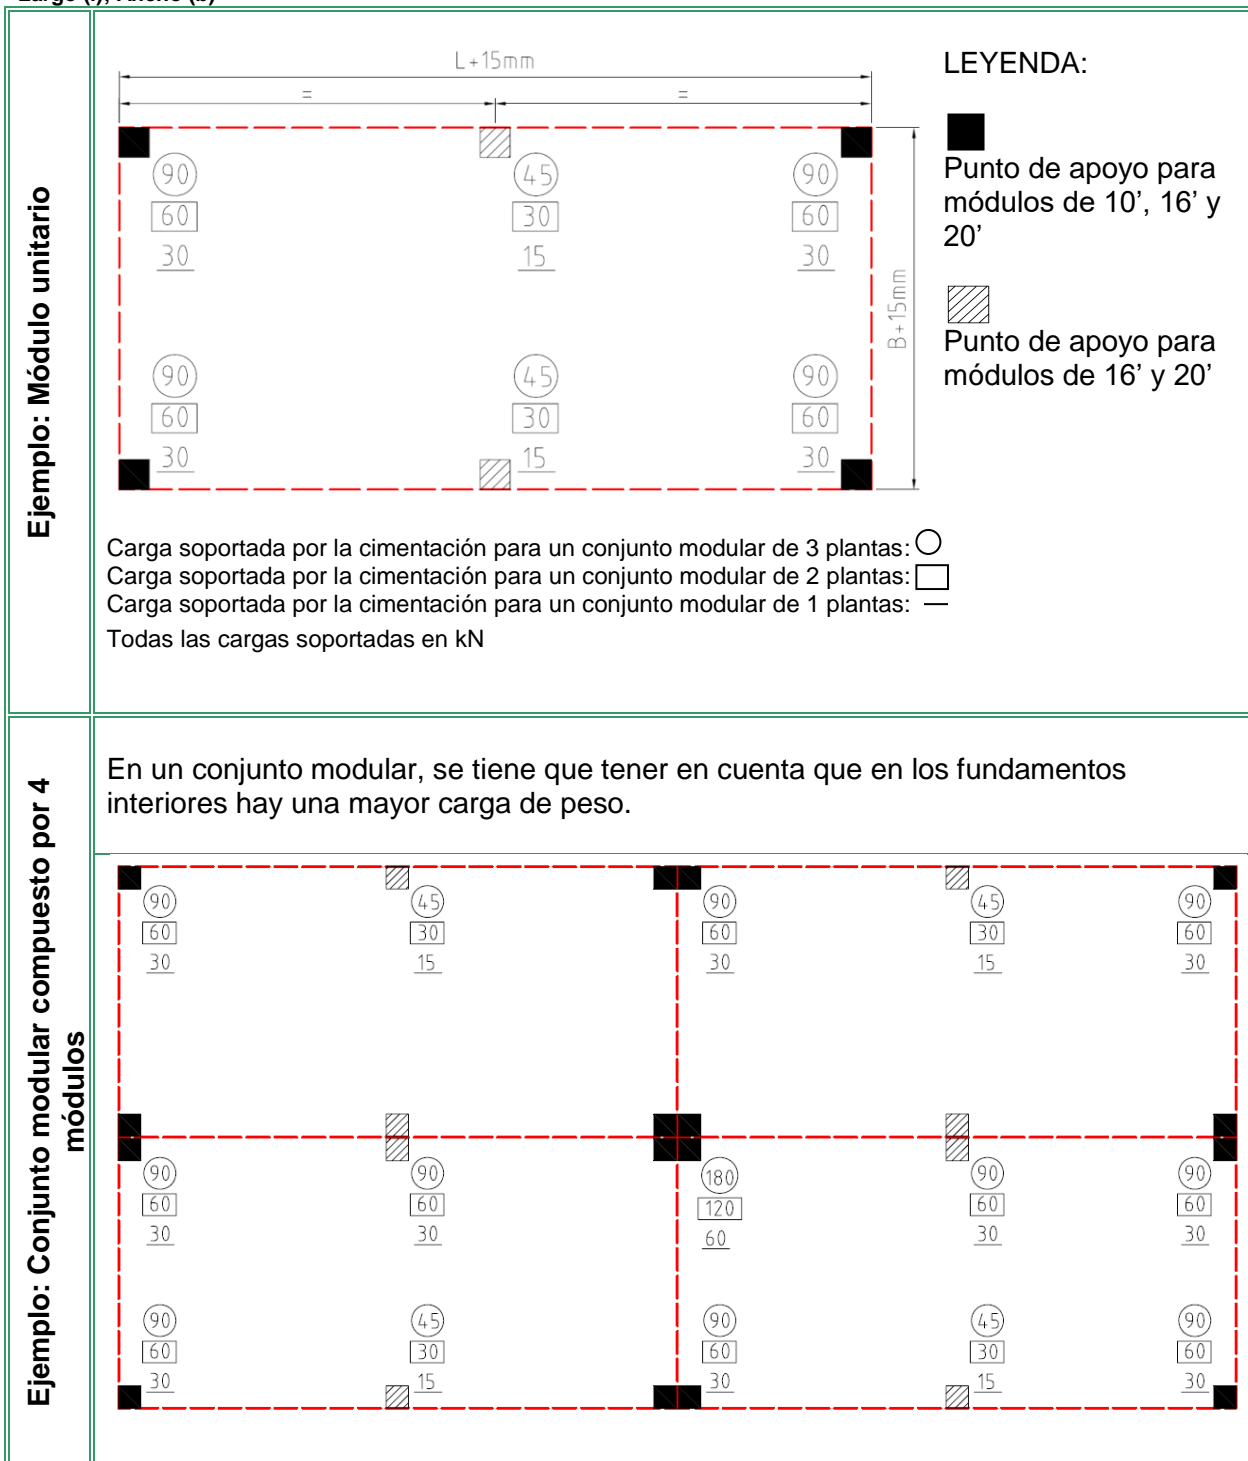 Largo (l), Ancho (b)
Ejemplo: Módulo unitario
L+15mm
= =
90 45 90
60 30 60
30 15 30
B+15mm
90 45 90
60 30 60
30 15 30
LEYENDA:
Punto de apoyo para
módulos de 10’, 16’ y
20’
Punto de apoyo para
módulos de 16’ y 20’
Carga soportada por la cimentación para un conjunto modular de 3 plantas:
Carga soportada por la cimentación para un conjunto modular de 2 plantas:
Carga soportada por la cimentación para un conjunto modular de 1 plantas:
Todas las cargas soportadas en kN
Ejemplo: Conjunto modular compuesto por 4
módulos
En un conjunto modular, se tiene que tener en cuenta que en los fundamentos
interiores hay una mayor carga de peso.
90 45 90 45 90
60 30 60 30 60
30 15 30 15 30
90 90 180 90 90
60 60 120 60 60
30 30 60 30 30
90 45 90 45 90
60 30 60 30 60
30 15 30 15 30